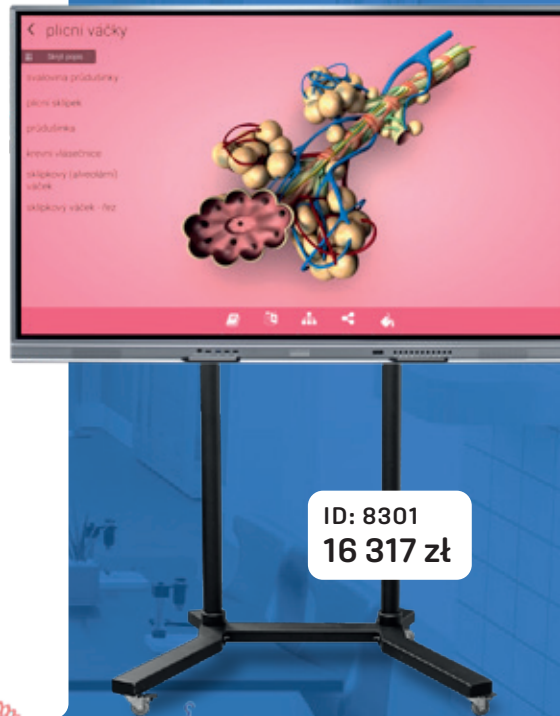 plicní váčky
Skrýt popis
svalovina průdušinky
plicní sklípek
průdušinka
krevní vlásečnice
sklípkový (alveolární)
váček
sklípkový váček - řez
ID: 8301
16 317 zł